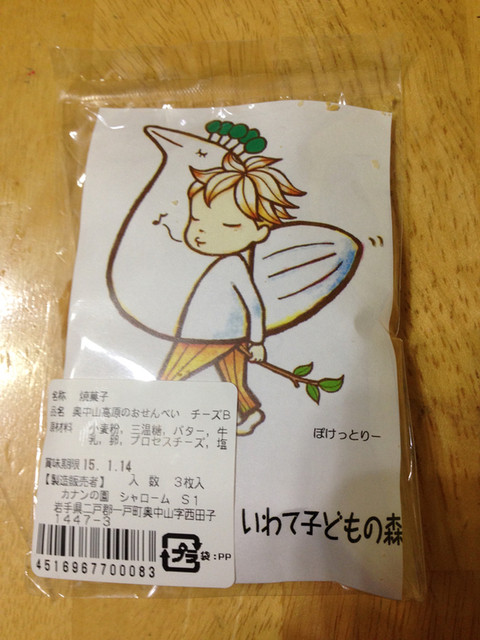 ぽけっとりー
いわて子どもの森
名称 焼菓子
品名 奥中山高原のおせんべい チーズB
原材料 小麦粉，三温糖，バター，牛
乳，卵，プロセスチーズ，塩
賞味期限 15．1．14
【製造販売者】 入 数 3枚入
カナンの園 シャローム S1
岩手県二戸郡一戸町奥中山字西田子
1447-3
4516967700083
プラ 袋：PP